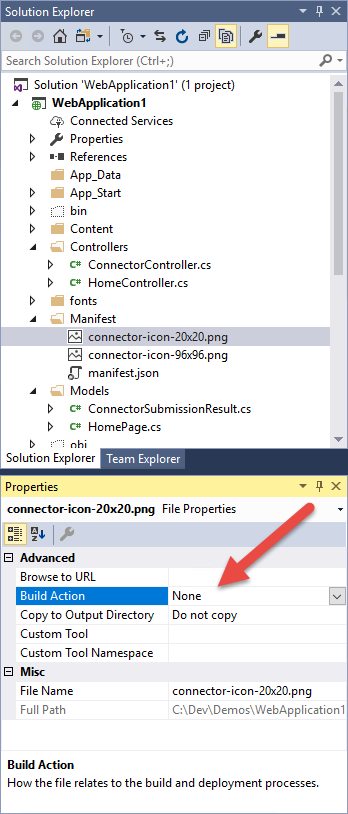 Solution Explorer
Search Solution Explorer (Ctrl+;)
Solution 'WebApplication1' (1 project)
WebApplication1
Connected Services
Properties
References
App_Data
App_Start
bin
Content
Controllers
C# ConnectorController.cs
C# HomeController.cs
fonts
Manifest
connector-icon-20x20.png
connector-icon-96x96.png
manifest.json
Models
C# ConnectorSubmissionResult.cs
C# HomePage.cs
obj
Solution Explorer Team Explorer
Properties
connector-icon-20x20.png File Properties
Advanced
Browse to URL
Build Action None
Copy to Output Directory Do not copy
Custom Tool
Custom Tool Namespace
Misc
File Name connector-icon-20x20.png
Full Path C:\Dev\Demos\WebApplication1
Build Action
How the file relates to the build and deployment processes.